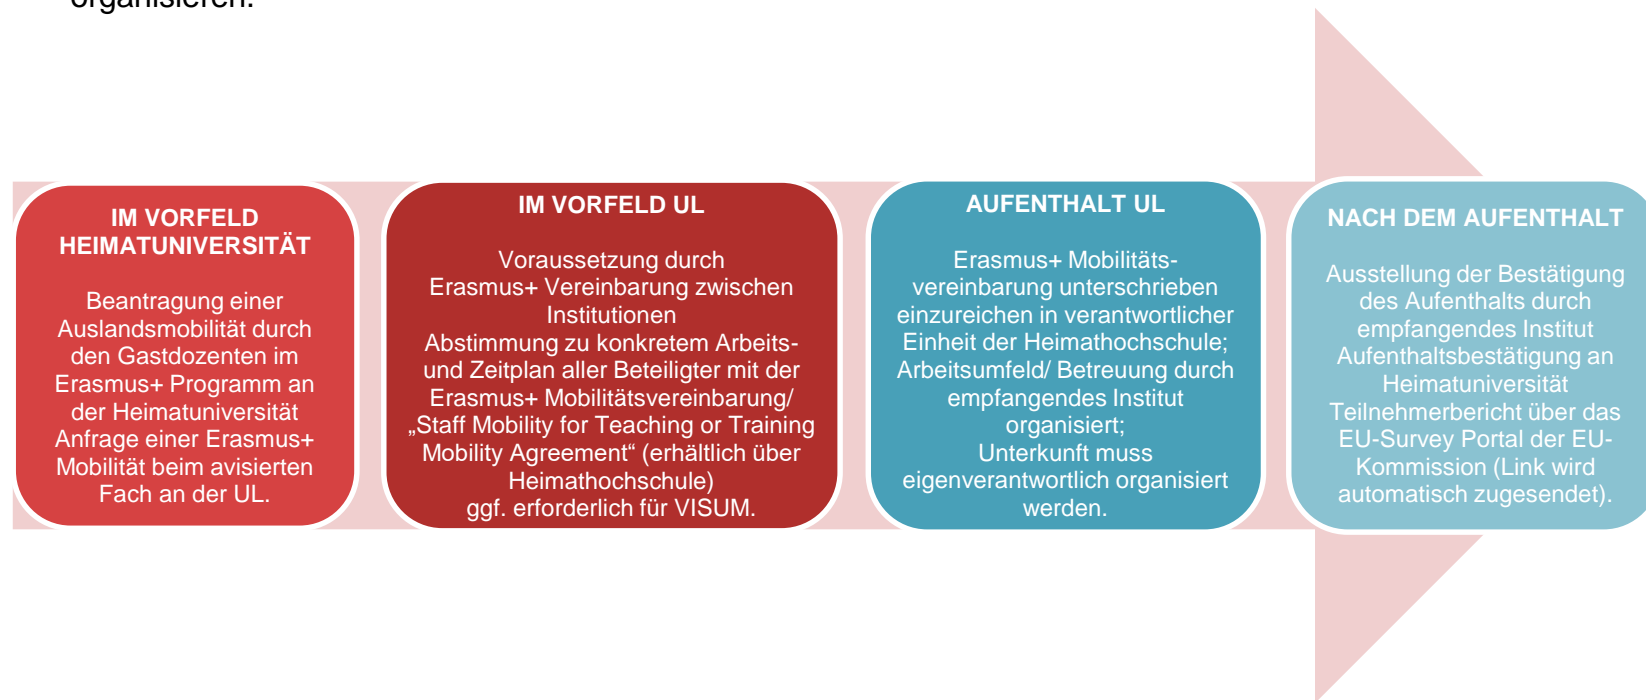 organisieren.
IM VORFELD
HEIMATUNIVERSITÄT
Beantragung einer
Auslandsmobilität durch
den Gastdozenten im
Erasmus+ Programm an
der Heimatuniversität
Anfrage einer Erasmus+
Mobilität beim avisierten
Fach an der UL.
IM VORFELD UL
Voraussetzung durch
Erasmus+ Vereinbarung zwischen
Institutionen
Abstimmung zu konkretem Arbeits-
und Zeitplan aller Beteiligter mit der
Erasmus+ Mobilitätsvereinbarung/
„Staff Mobility for Teaching or Training
Mobility Agreement“ (erhältlich über
Heimathochschule)
ggf. erforderlich für VISUM.
AUFENTHALT UL
Erasmus+ Mobilitäts-
vereinbarung unterschrieben
einzureichen in verantwortlicher
Einheit der Heimathochschule;
Arbeitsumfeld/ Betreuung durch
empfangendes Institut
organisiert;
Unterkunft muss
eigenverantwortlich organisiert
werden.
NACH DEM AUFENTHALT
Ausstellung der Bestätigung
des Aufenthalts durch
empfangendes Institut
Aufenthaltsbestätigung an
Heimatuniversität
Teilnehmerbericht über das
EU-Survey Portal der EU-
Kommission (Link wird
automatisch zugesendet).